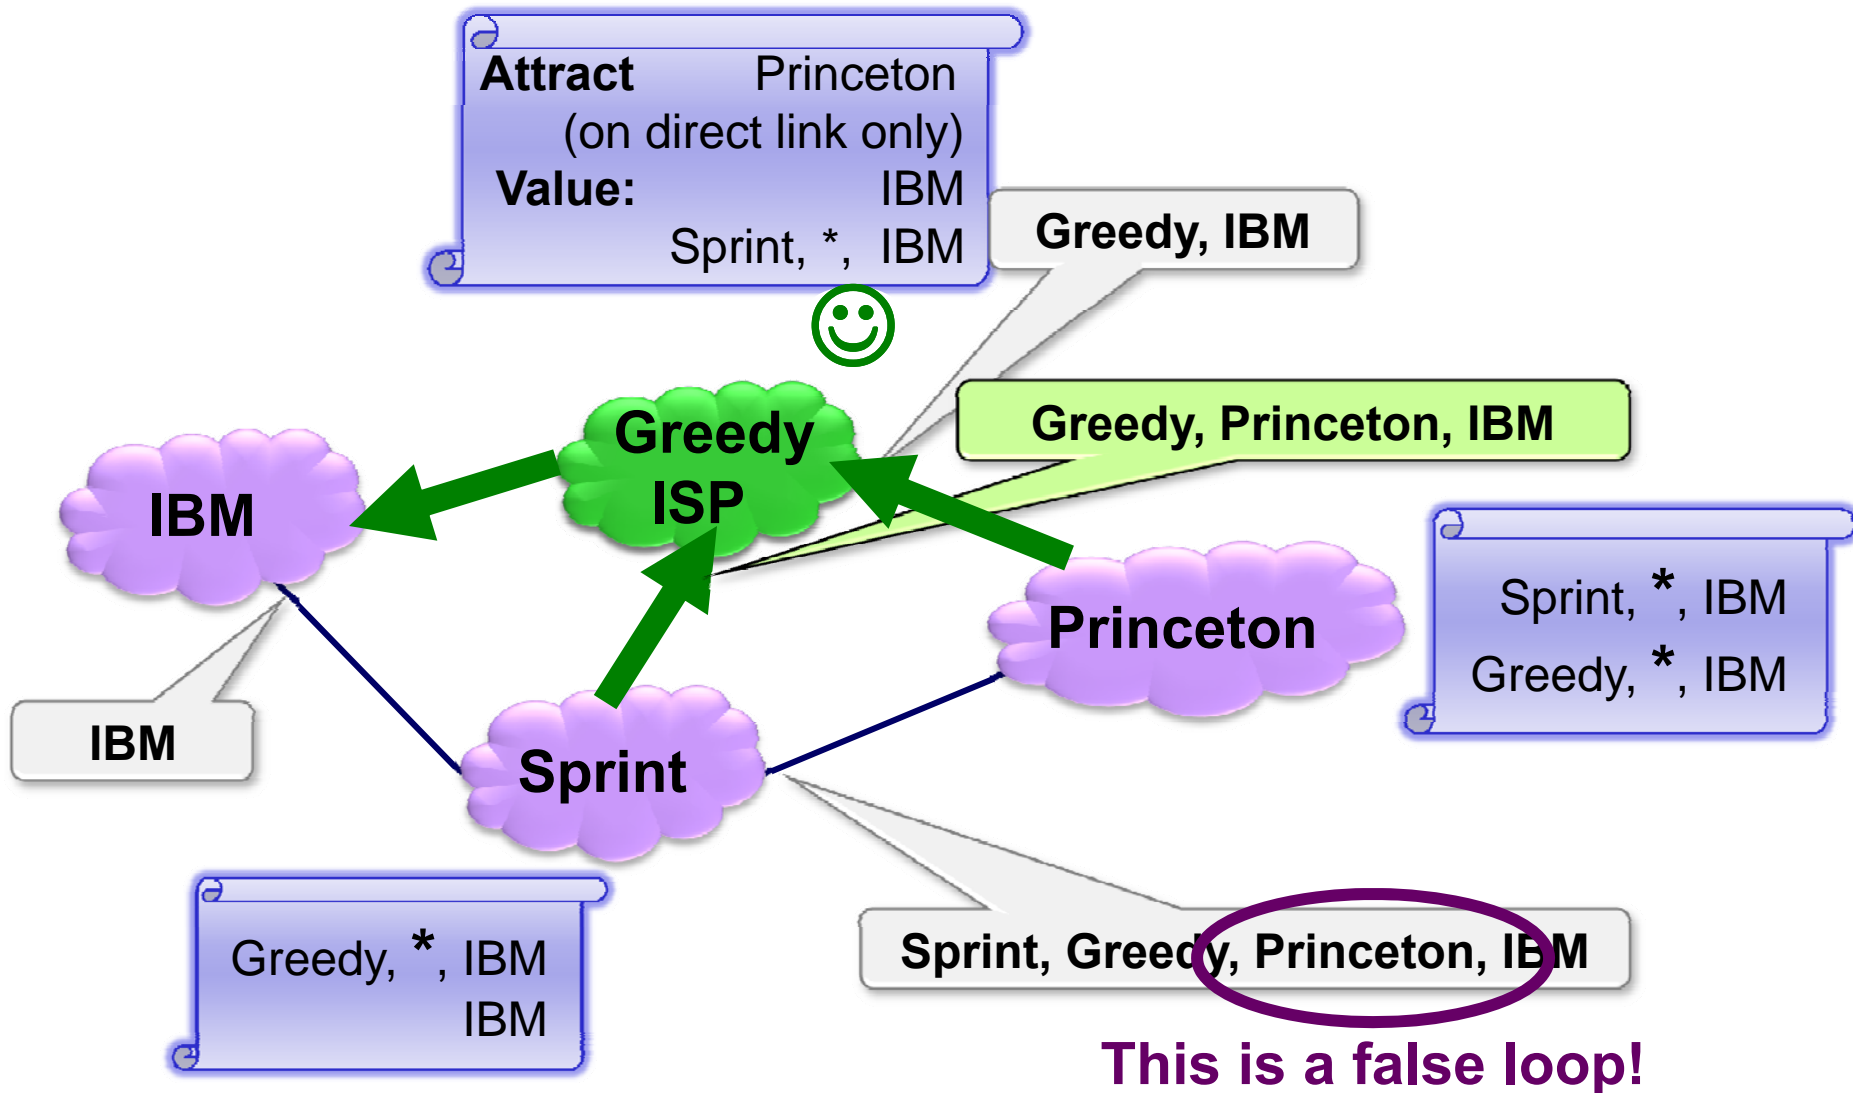 Attract Princeton
(on direct link only)
Value: IBM
Sprint, *, IBM
Greedy, IBM
Greedy, Princeton, IBM
Greedy
ISP
IBM
Princeton
Sprint, *, IBM
Greedy, *, IBM
IBM
Sprint
Greedy, *, IBM
IBM
Sprint, Greedy, Princeton, IBM
This is a false loop!